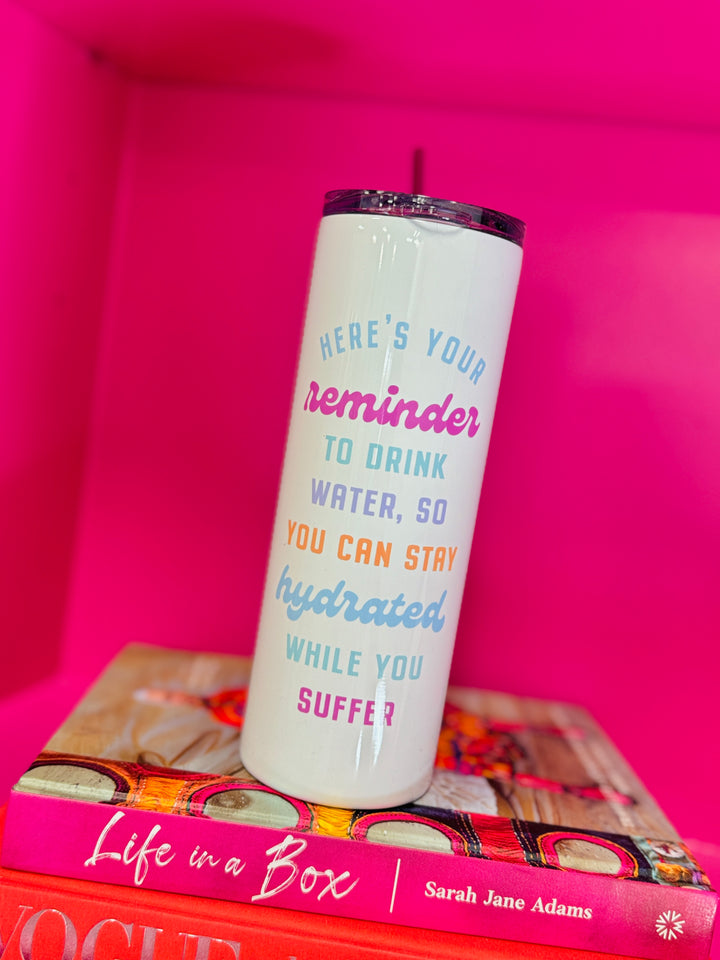 HERE'S YOUR
reminder
TO DRINK
WATER, SO
YOU CAN STAY
hydrated
WHILE YOU
SUFFER
Life in a Box Sarah Jane Adams
VOGUE